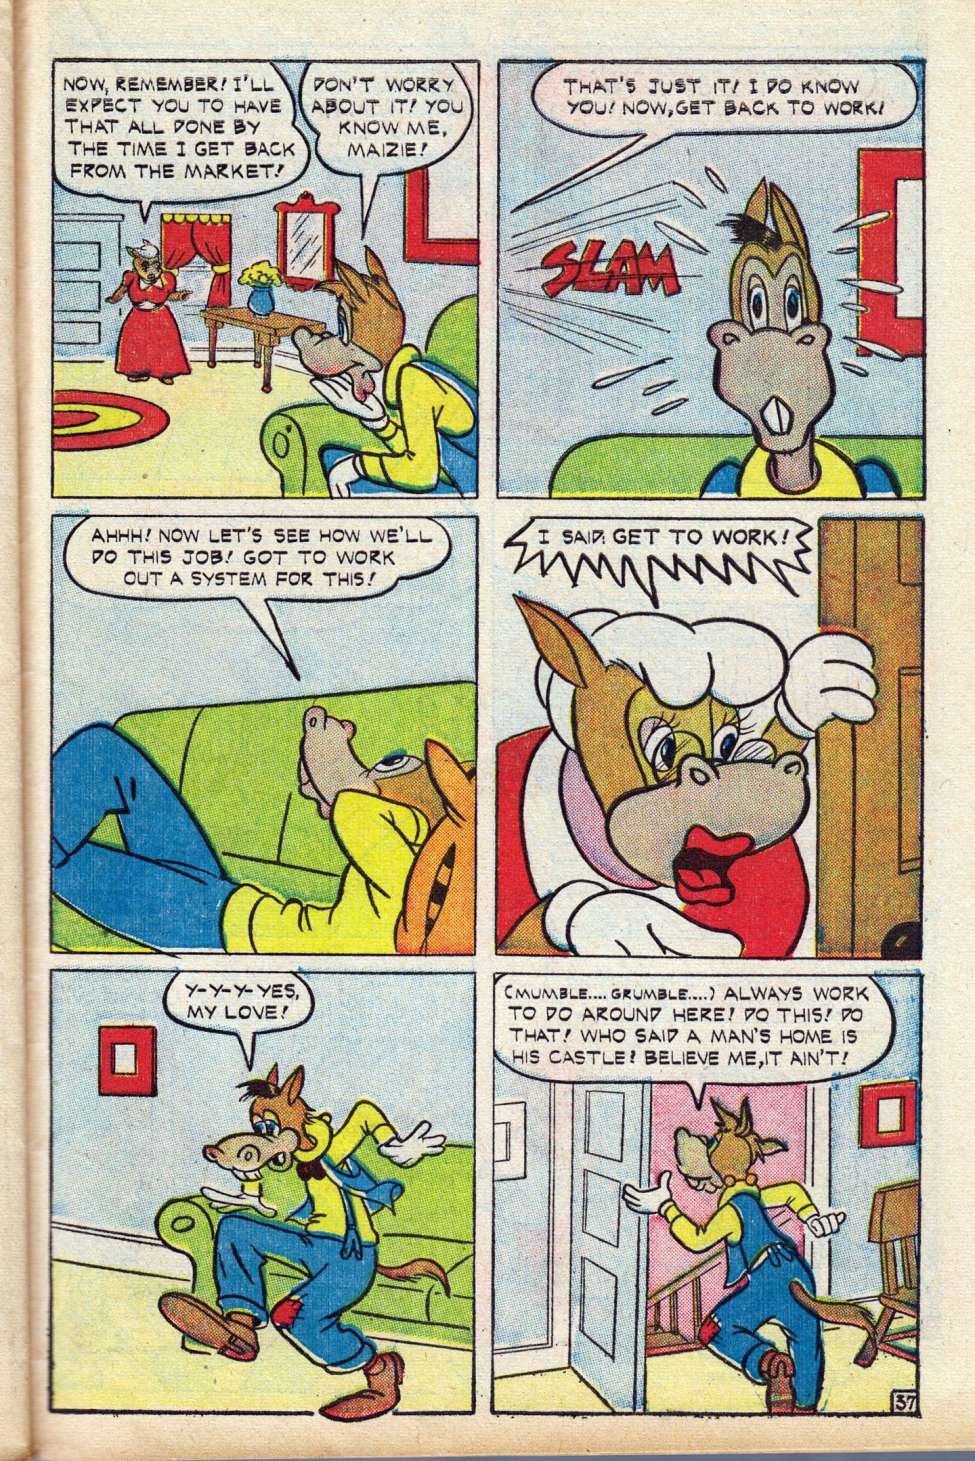 NOW, REMEMBER! I'LL
EXPECT YOU TO HAVE
THAT ALL DONE BY
THE TIME I GET BACK
FROM THE MARKET!
DON'T WORRY
ABOUT IT! YOU
KNOW ME,
MAIZIE!
THAT'S JUST IT! I DO KNOW
YOU! NOW, GET BACK TO WORK!
SLAM
AHHH! NOW LET'S SEE HOW WE'LL
DO THIS JOB! GOT TO WORK
OUT A SYSTEM FOR THIS!
I SAID: GET TO WORK!
Y-Y-Y-YES,
MY LOVE!
(MUMBLE.... GRUMBLE....) ALWAYS WORK
TO DO AROUND HERE! DO THIS! DO
THAT! WHO SAID A MAN'S HOME IS
HIS CASTLE? BELIEVE ME, IT AIN'T!
37